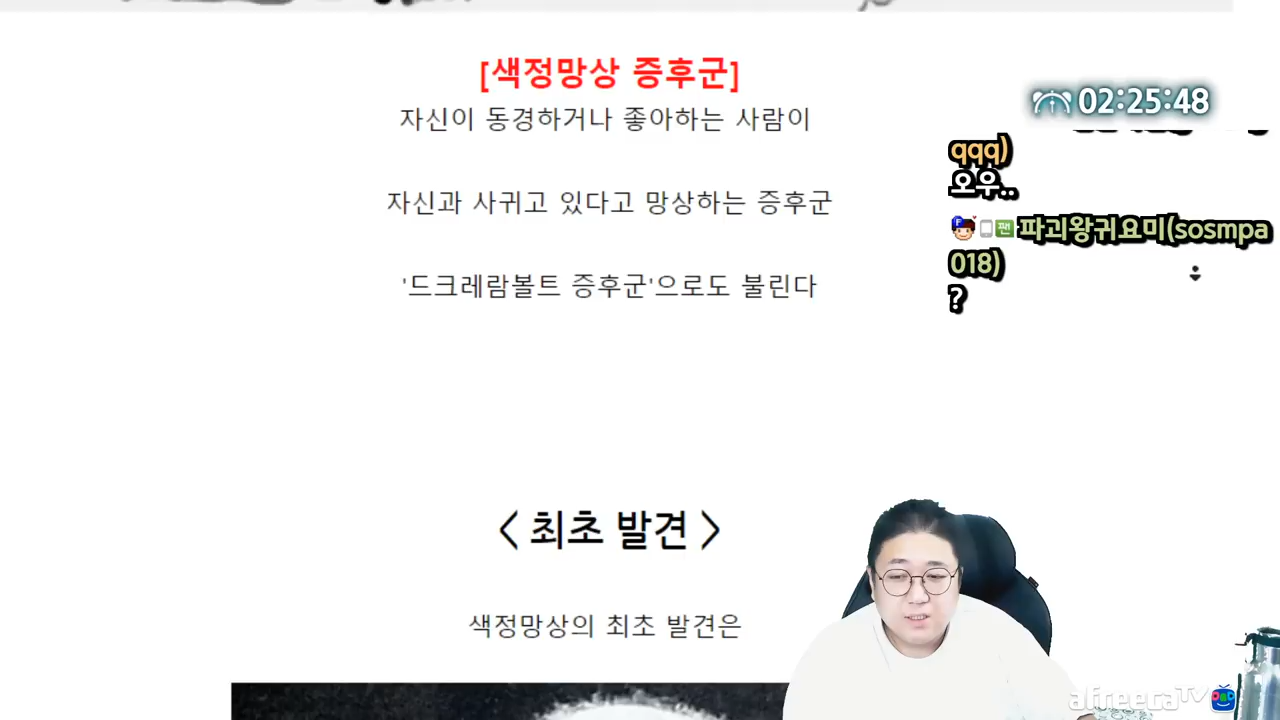 [색정망상 증후군]
자신이 동경하거나 좋아하는 사람이
자신과 사귀고 있다고 망상하는 증후군
'드크레람볼트 증후군'으로도 불린다
〈 최초 발견 〉
색정망상의 최초 발견은
02:25:48
qqq)
오우..
팬 파괴왕귀요미(sosmpa
018)
?
afreecaTV